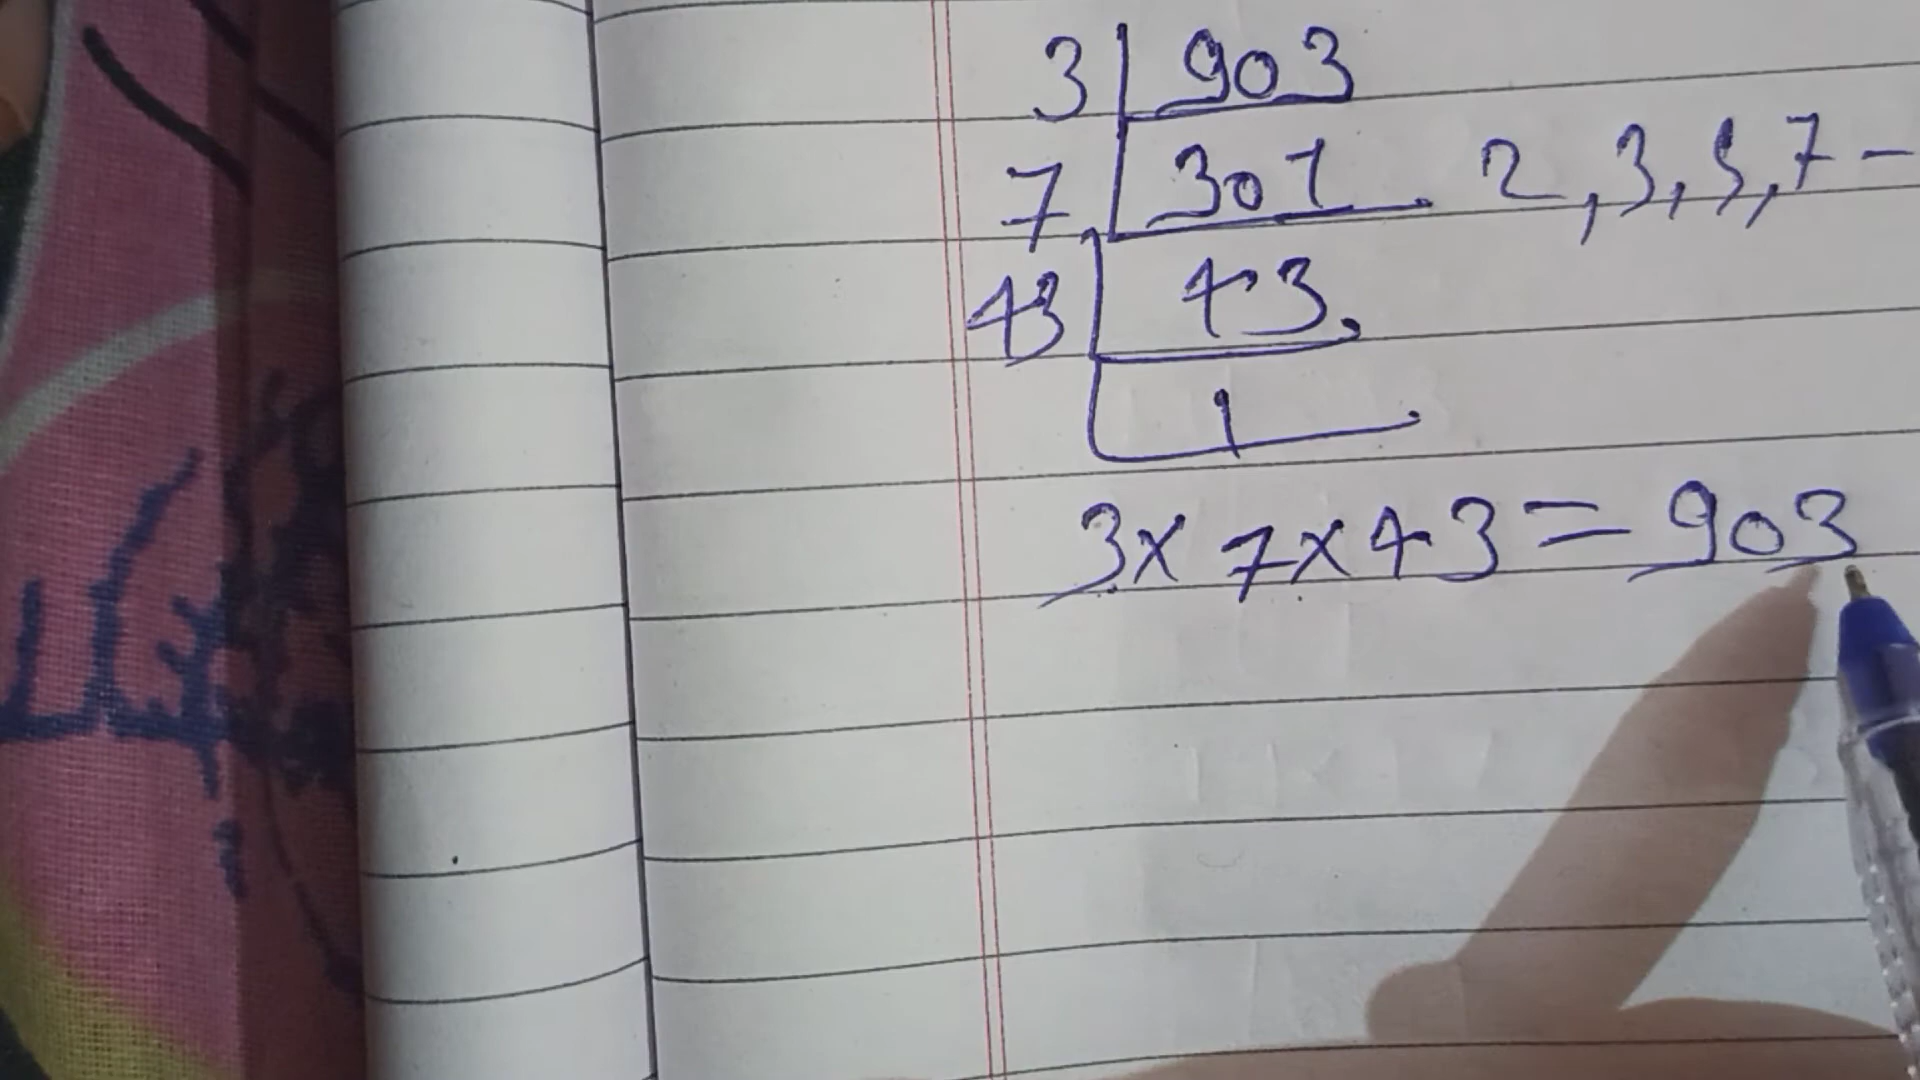 3 | 903
7 | 301 2, 3, 5, 7 -
43 | 43
1
3 × 7 × 43 = 903